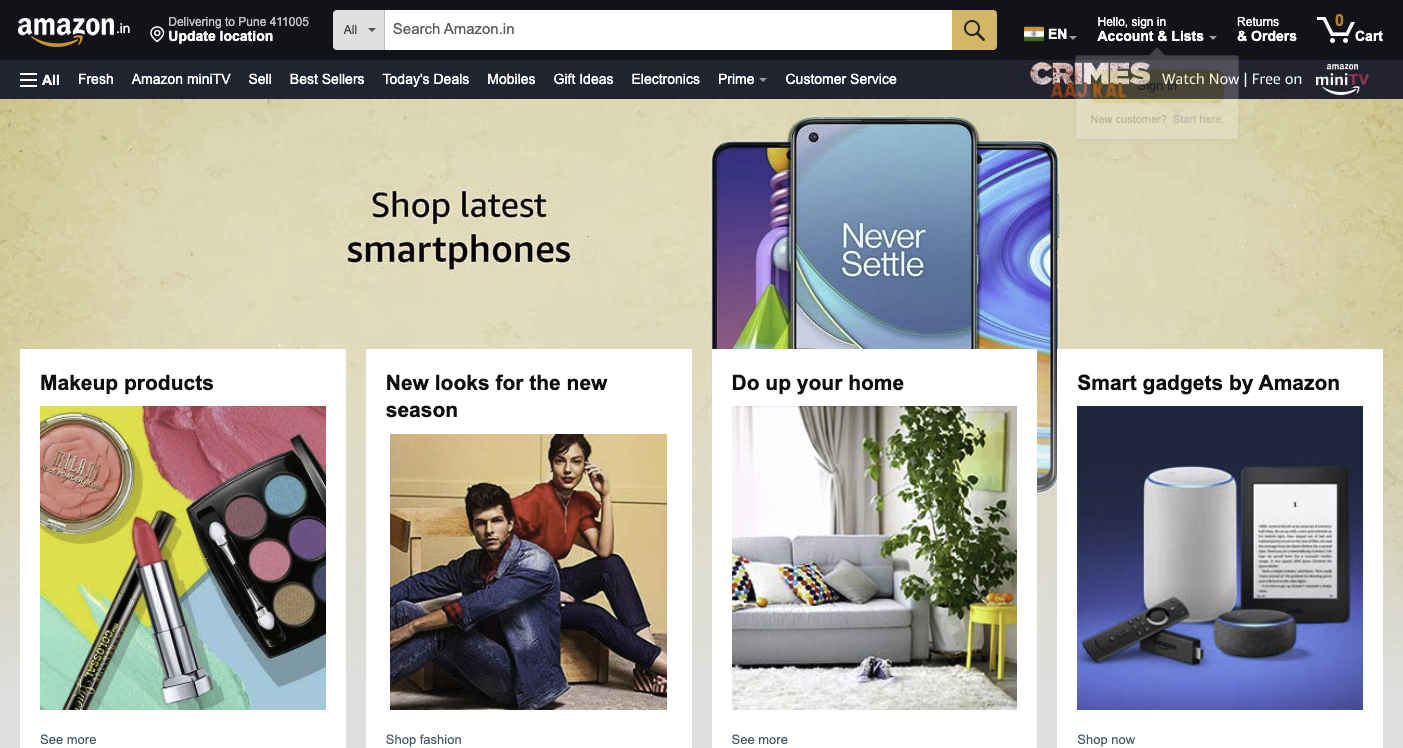 amazon.in
Delivering to Pune 411005
Update location
All
Search Amazon.in
EN
Hello, sign in
Account & Lists
Returns
& Orders
0
Cart
All
Fresh
Amazon miniTV
Sell
Best Sellers
Today's Deals
Mobiles
Gift Ideas
Electronics
Prime
Customer Service
CRIMES
AAJ KAL
Watch Now | Free on
amazon
miniTV
Sign in
New customer? Start here.
Shop latest
smartphones
Never
Settle
Makeup products
New looks for the new
season
Do up your home
Smart gadgets by Amazon
MILANI
COLOSSAL
See more
Shop fashion
See more
Shop now